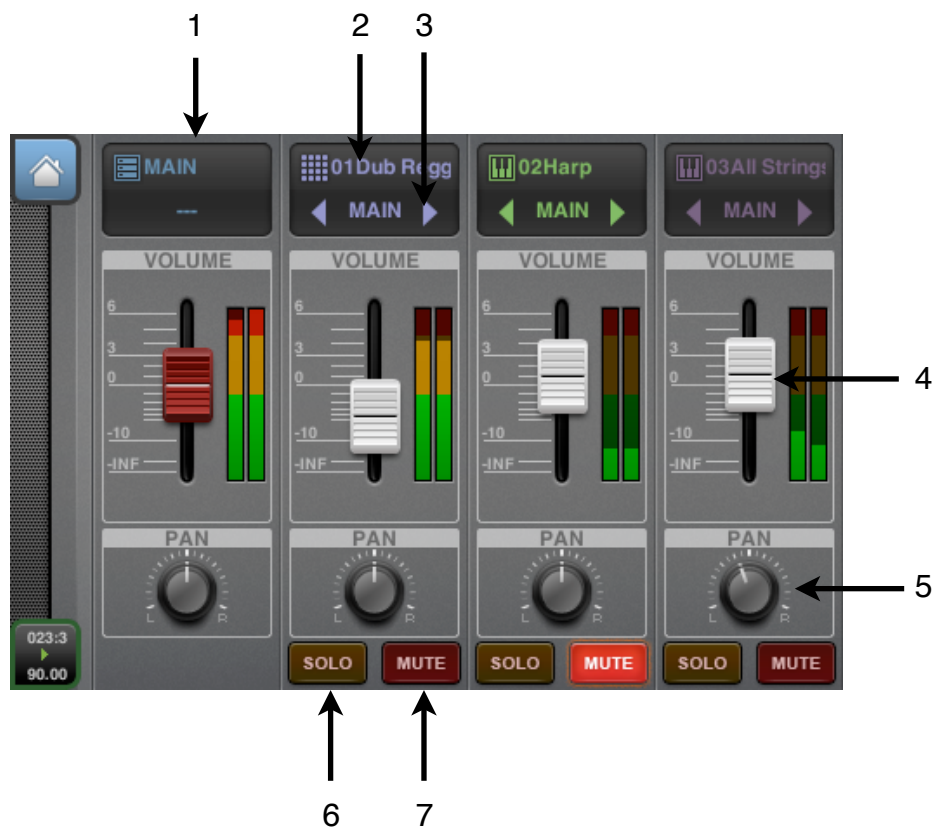 1 2 3
MAIN
---
01Dub Regg
MAIN
02Harp
MAIN
03All Strings
MAIN
VOLUME VOLUME VOLUME VOLUME
6 6 6 6
3 3 3 3
0 0 0 0
4
-10 -10 -10 -10
-INF -INF -INF -INF
PAN PAN PAN PAN
5
L R L R L R L R
023:3
90.00
SOLO MUTE SOLO MUTE SOLO MUTE
6 7